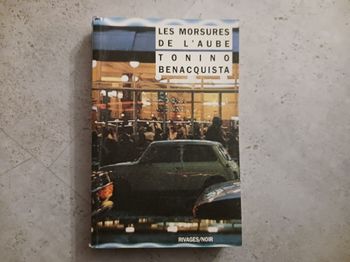 LES MORSURES
DE L'AUBE
TONINO
BENACQUISTA
RIVAGES/NOIR